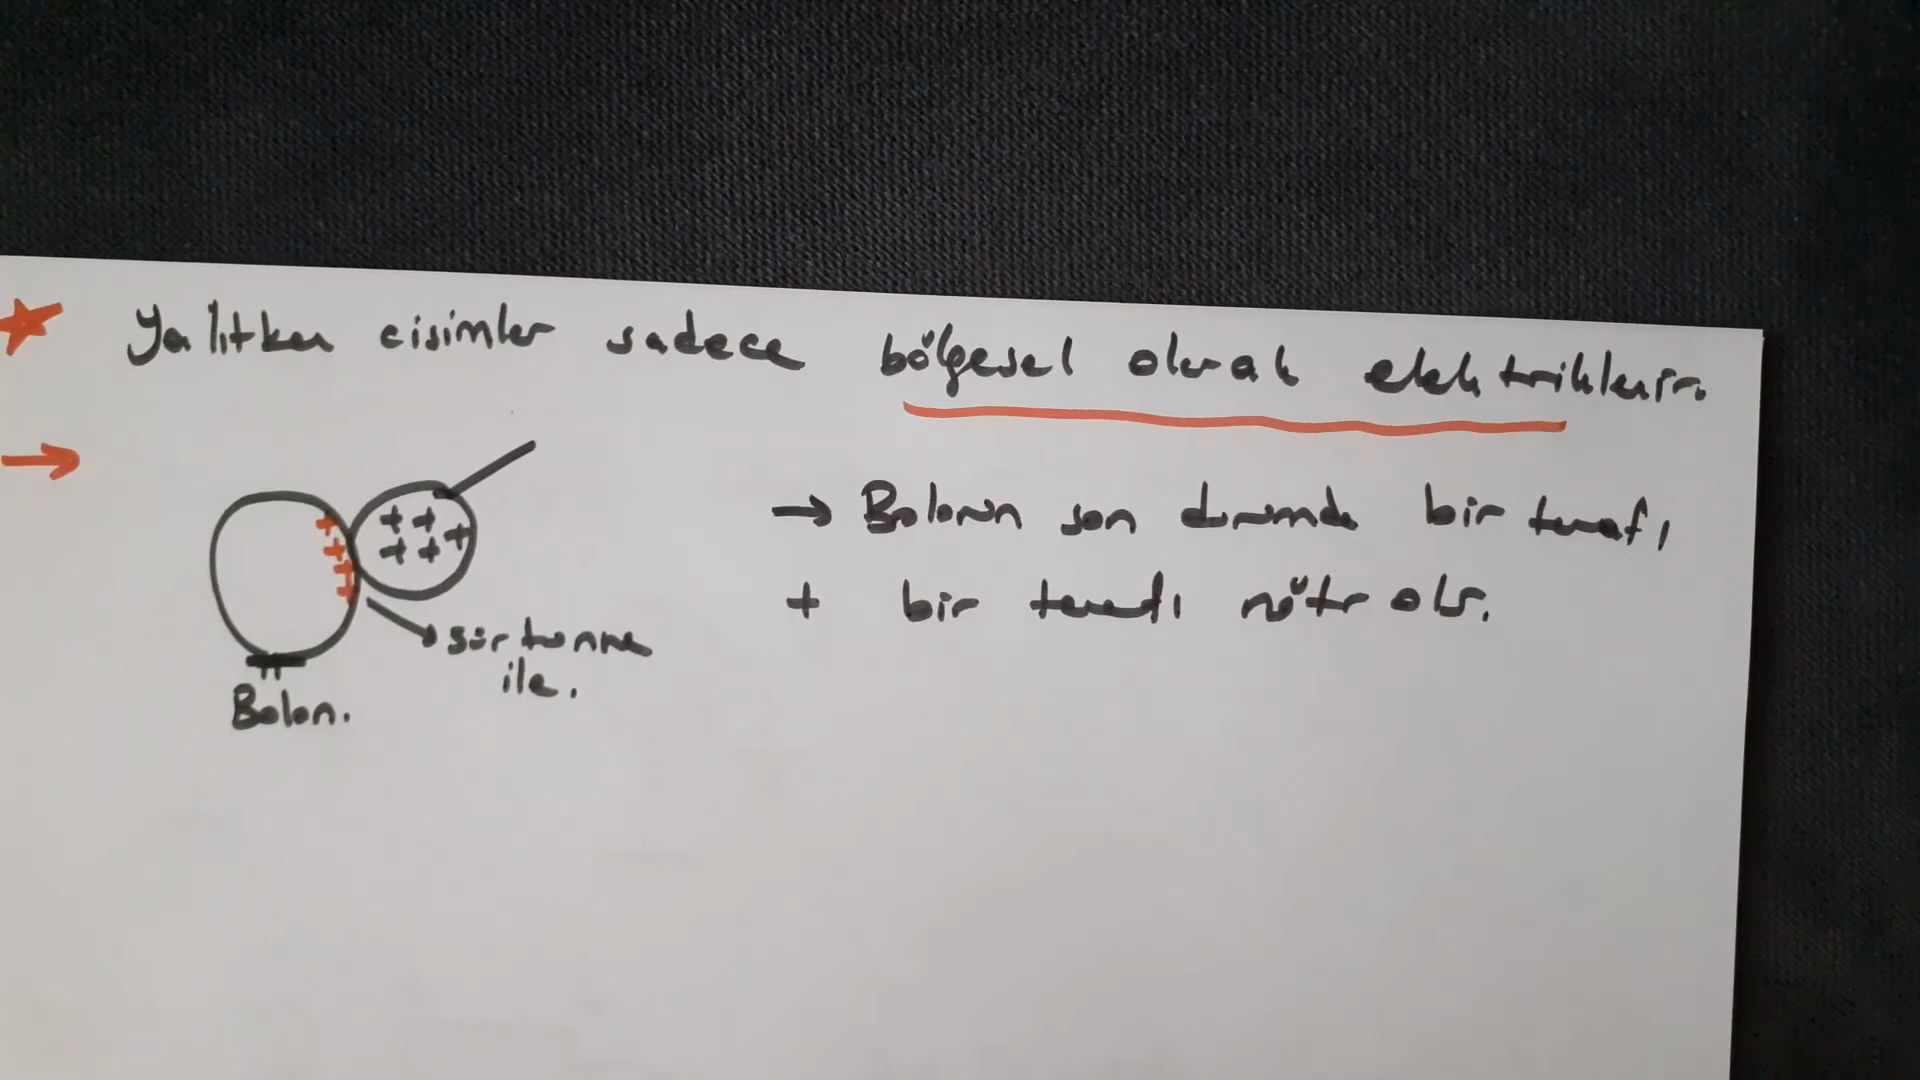 Yalıtkan cisimler sadece bölgesel olarak elektriklenir.
→ Balonun son durumda bir tarafı
+ bir tarafı nötr olur.
+ +
+ + +
+ +
+
+
+
sürtünme
ile.
Balon.